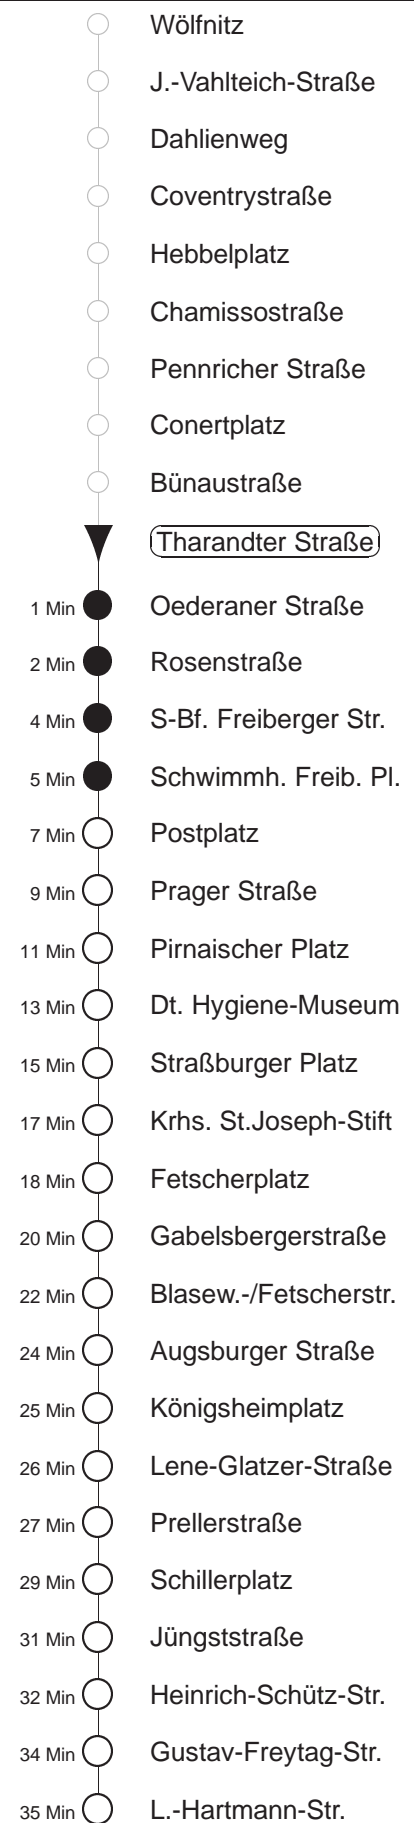 Wölfnitz
J.-Vahlteich-Straße
Dahlienweg
Coventrystraße
Hebbelplatz
Chamissostraße
Pennricher Straße
Conertplatz
Bünaustraße
Tharandter Straße
1 Min Oederaner Straße
2 Min Rosenstraße
4 Min S-Bf. Freiberger Str.
5 Min Schwimmh. Freib. Pl.
7 Min Postplatz
9 Min Prager Straße
11 Min Pirnaischer Platz
13 Min Dt. Hygiene-Museum
15 Min Straßburger Platz
17 Min Krhs. St.Joseph-Stift
18 Min Fetscherplatz
20 Min Gabelsbergerstraße
22 Min Blasew.-/Fetscherstr.
24 Min Augsburger Straße
25 Min Königsheimplatz
26 Min Lene-Glatzer-Straße
27 Min Prellerstraße
29 Min Schillerplatz
31 Min Jüngststraße
32 Min Heinrich-Schütz-Str.
34 Min Gustav-Freytag-Str.
35 Min L.-Hartmann-Str.